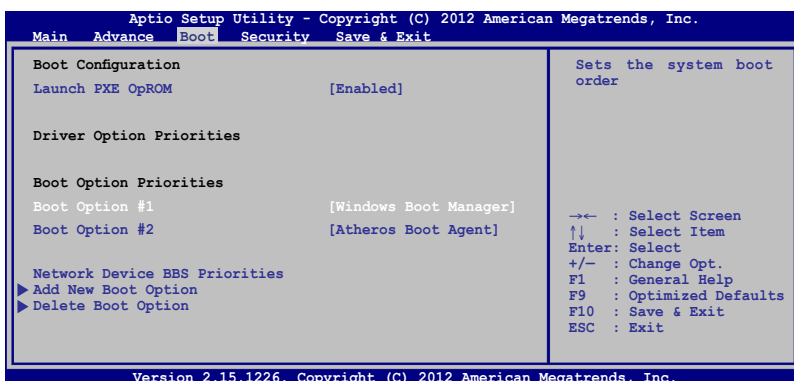 Aptio Setup Utility - Copyright (C) 2012 American Megatrends, Inc.
Main Advance Boot Security Save & Exit
Boot Configuration
Launch PXE OpROM [Enabled]
Driver Option Priorities
Boot Option Priorities
Boot Option #1 [Windows Boot Manager]
Boot Option #2 [Atheros Boot Agent]
Network Device BBS Priorities
Add New Boot Option
Delete Boot Option
Sets the system boot
order
→← : Select Screen
↑↓ : Select Item
Enter: Select
+/— : Change Opt.
F1 : General Help
F9 : Optimized Defaults
F10 : Save & Exit
ESC : Exit
Version 2.15.1226. Copyright (C) 2012 American Megatrends, Inc.